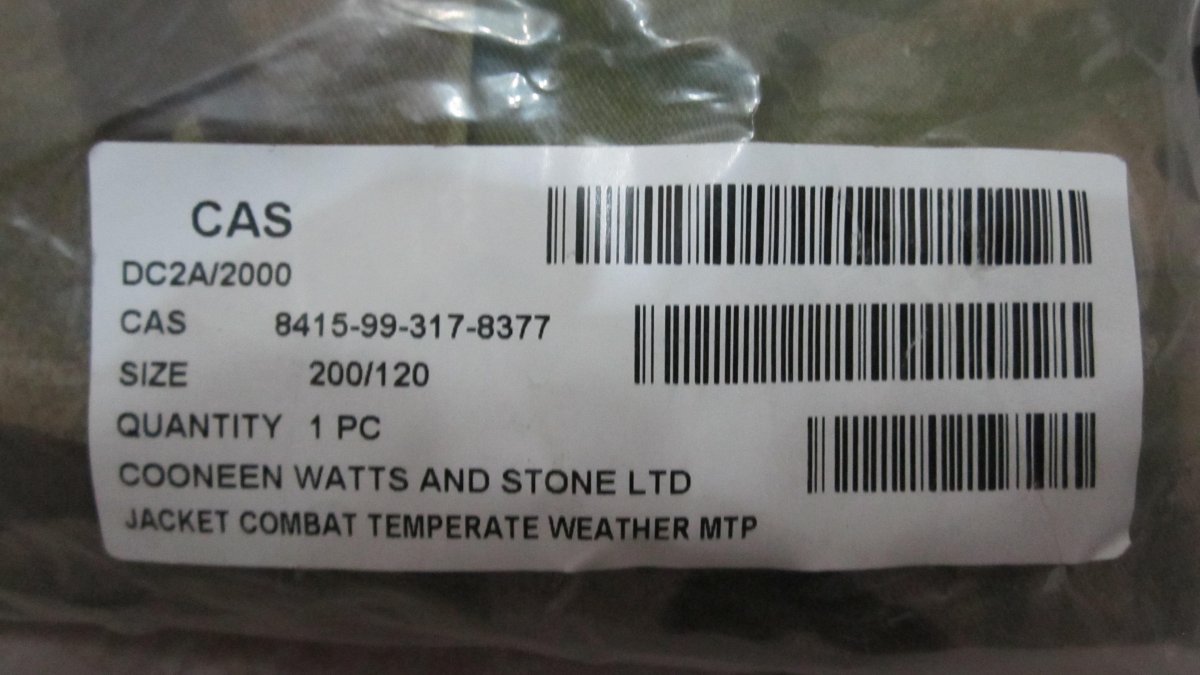 CAS
DC2A/2000
CAS 8415-99-317-8377
SIZE 200/120
QUANTITY 1 PC
COONEEN WATTS AND STONE LTD
JACKET COMBAT TEMPERATE WEATHER MTP